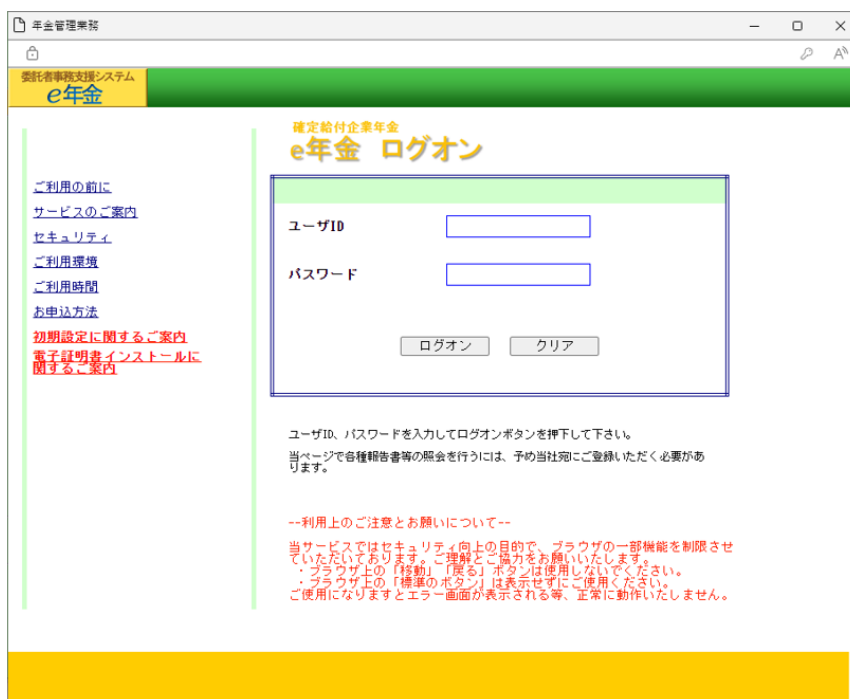 年金管理業務
委託者事務支援システム
e年金
確定給付企業年金
e年金 ログオン
ご利用の前に
サービスのご案内
セキュリティ
ご利用環境
ご利用時間
お申込方法
初期設定に関するご案内
電子証明書インストールに
関するご案内
ユーザID
パスワード
ログオン クリア
ユーザID、パスワードを入力してログオンボタンを押下して下さい。
当ページで各種報告書等の照会を行うには、予め当社宛にご登録いただく必要があ
ります。
--利用上のご注意とお願いについて--
当サービスではセキュリティ向上の目的で、ブラウザの一部機能を制限させ
ていただいております。ご理解とご協力をお願いいたします。
・ブラウザ上の「移動」「戻る」ボタンは使用しないでください。
・ブラウザ上の「標準のボタン」は表示せずにご使用ください。
ご使用になりますとエラー画面が表示される等、正常に動作いたしません。